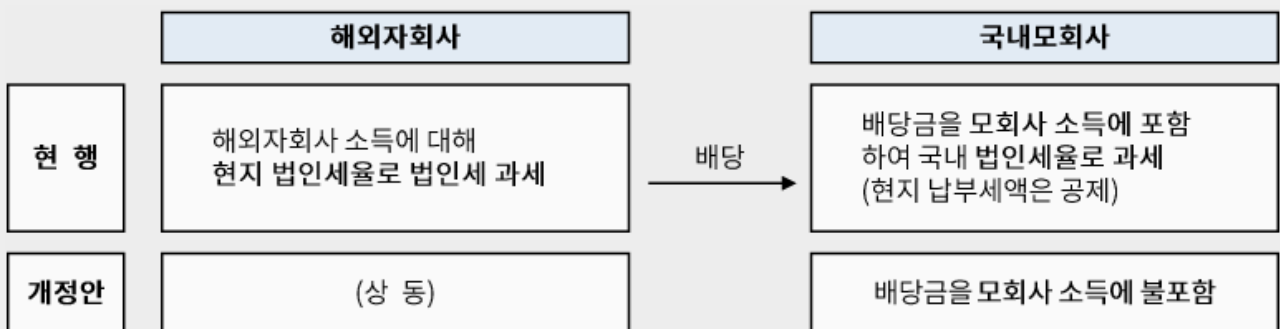 해외자회사
국내모회사
현 행
해외자회사 소득에 대해
현지 법인세율로 법인세 과세
배당
배당금을 모회사 소득에 포함
하여 국내 법인세율로 과세
(현지 납부세액은 공제)
개정안
(상 동)
배당금을 모회사 소득에 불포함